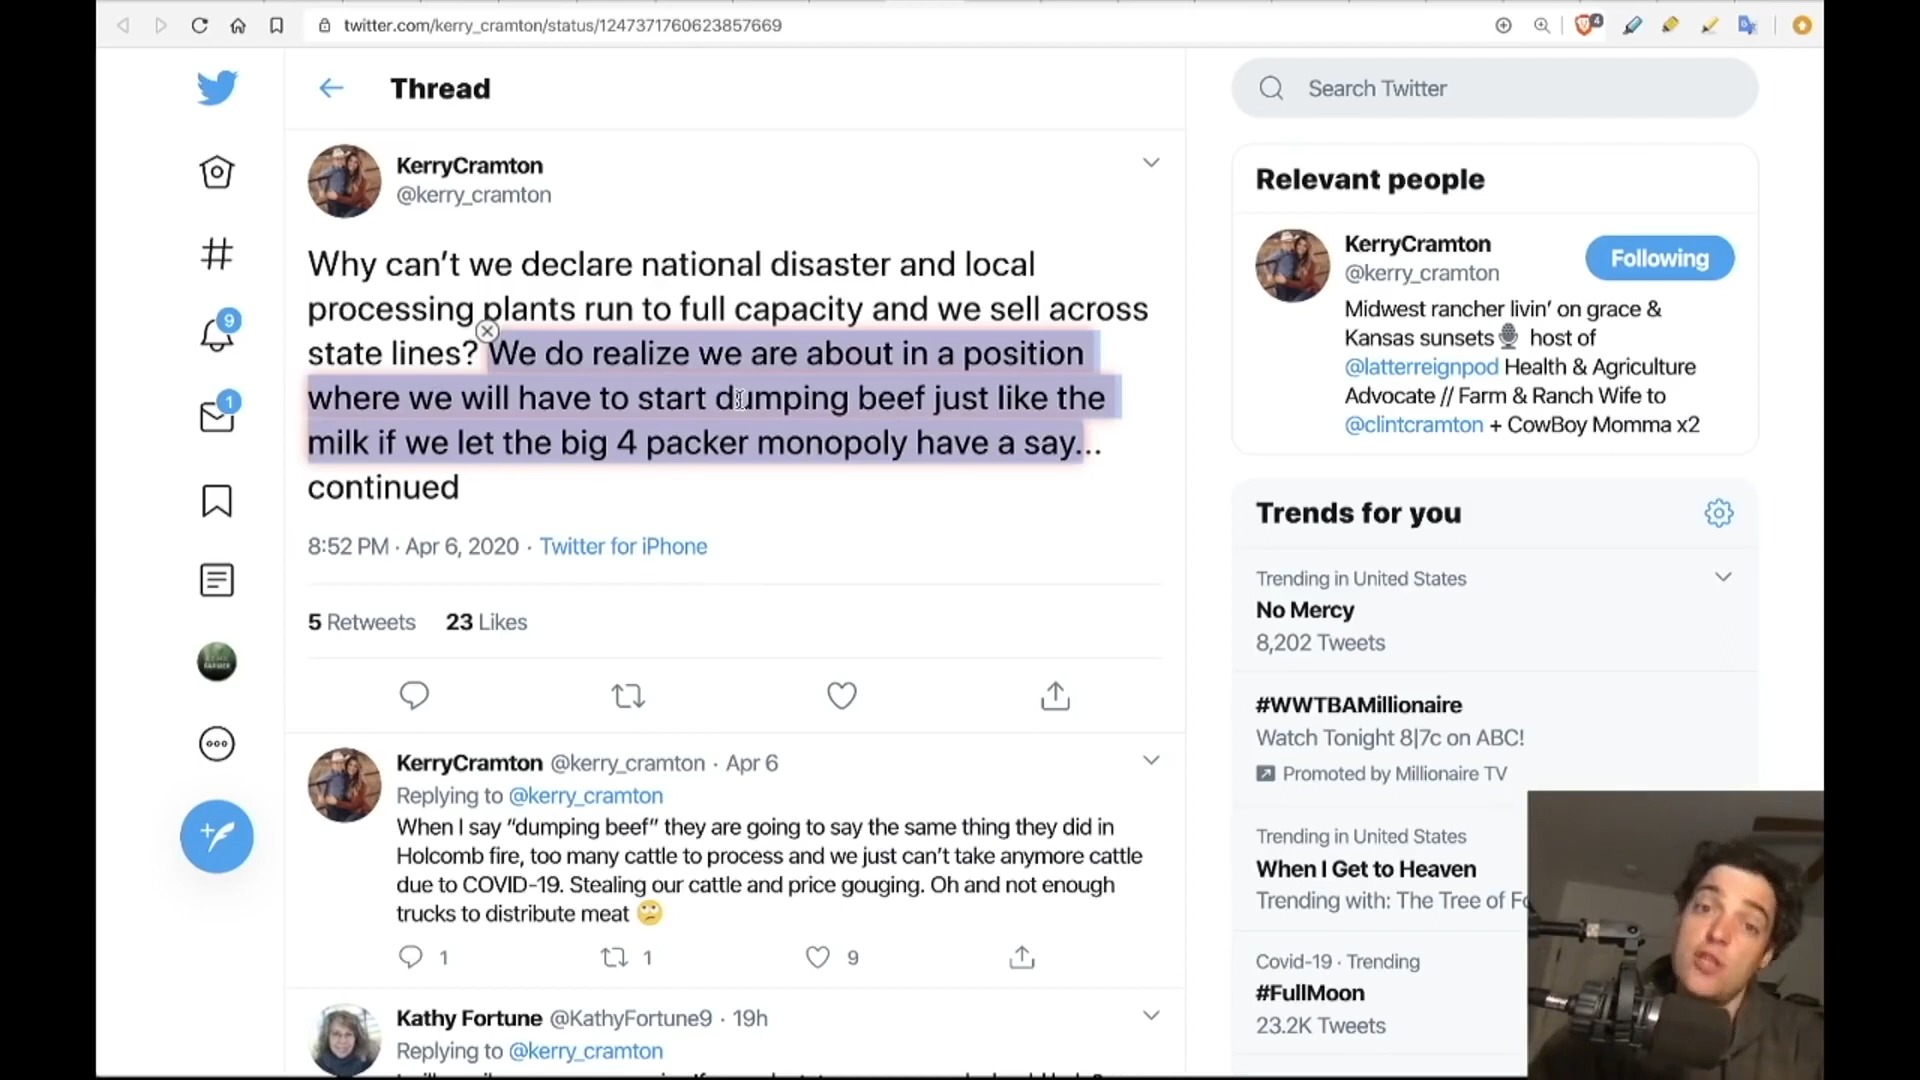 twitter.com/kerry_cramton/status/1247371760623857669
4
Thread
Search Twitter
KerryCramton
@kerry_cramton
Why can’t we declare national disaster and local
processing plants run to full capacity and we sell across
state lines? We do realize we are about in a position
where we will have to start dumping beef just like the
milk if we let the big 4 packer monopoly have a say...
continued
8:52 PM · Apr 6, 2020 · Twitter for iPhone
5 Retweets 23 Likes
KerryCramton @kerry_cramton · Apr 6
Replying to @kerry_cramton
When I say “dumping beef” they are going to say the same thing they did in
Holcomb fire, too many cattle to process and we just can’t take anymore cattle
due to COVID-19. Stealing our cattle and price gouging. Oh and not enough
trucks to distribute meat 🙄
1 1 9
Kathy Fortune @KathyFortune9 · 19h
Replying to @kerry_cramton
9
1
Relevant people
KerryCramton
@kerry_cramton
Following
Midwest rancher livin’ on grace &
Kansas sunsets🎙 host of
@latterreignpod Health & Agriculture
Advocate // Farm & Ranch Wife to
@clintcramton + CowBoy Momma x2
Trends for you
Trending in United States
No Mercy
8,202 Tweets
#WWTBAMillionaire
Watch Tonight 8|7c on ABC!
Promoted by Millionaire TV
Trending in United States
When I Get to Heaven
Trending with: The Tree of Fo
Covid-19 · Trending
#FullMoon
23.2K Tweets